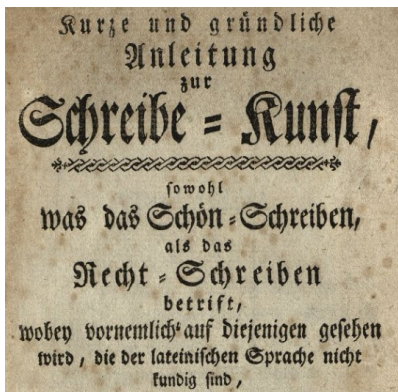 Kurze und gründliche
Anleitung
zur
Schreibe=Kunst,
sowohl
was das Schön=Schreiben,
als das
Recht=Schreiben
betrift,
wobey vornemlich auf diejenigen gesehen
wird, die der lateinischen Sprache nicht
kundig sind,